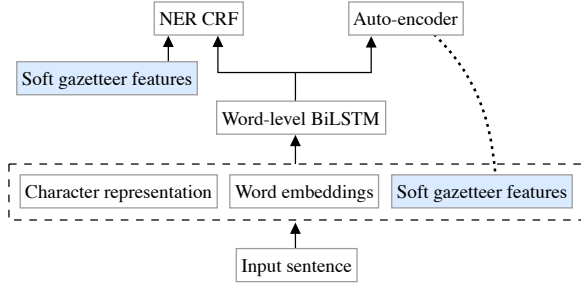 NER CRF
Auto-encoder
Soft gazetteer features
Word-level BiLSTM
Character representation
Word embeddings
Soft gazetteer features
Input sentence